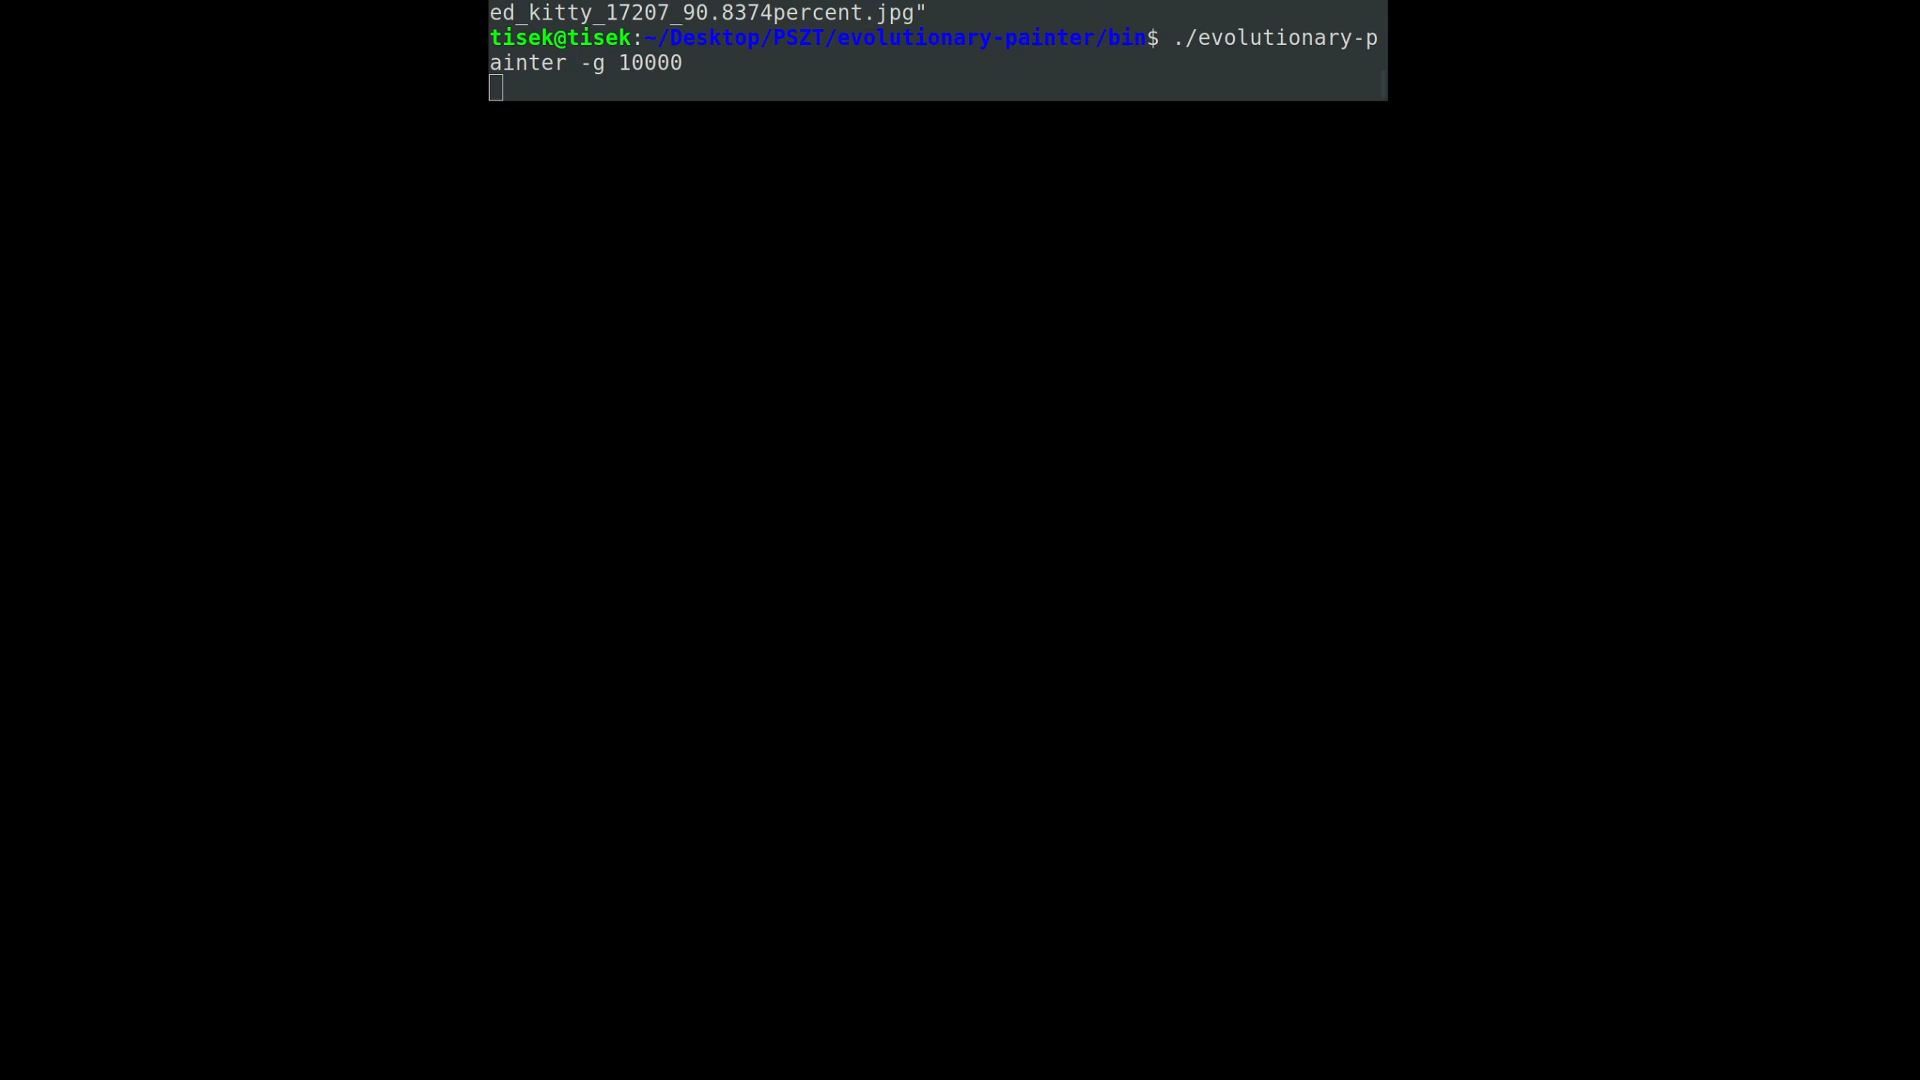 ed_kitty_17207_90.8374percent.jpg"
tisek@tisek:~/Desktop/PSZT/evolutionary-painter/bin$ ./evolutionary-p
ainter -g 10000